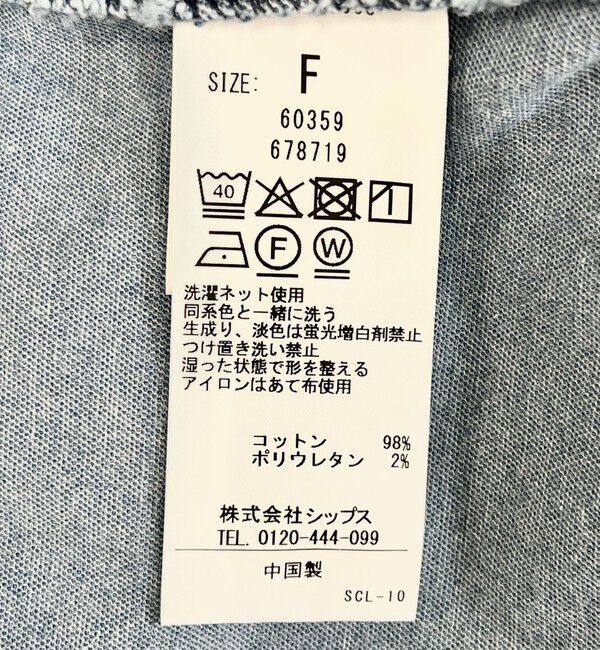 SIZE: F
60359
678719
40
F W
洗濯ネット使用
同系色と一緒に洗う
生成り、淡色は蛍光増白剤禁止
つけ置き洗い禁止
湿った状態で形を整える
アイロンはあて布使用
コットン 98%
ポリウレタン 2%
株式会社シップス
TEL. 0120-444-099
中国製
SCL-10